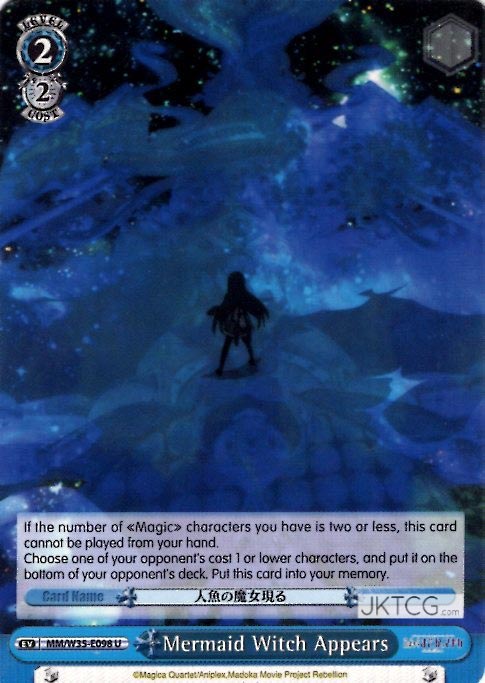 LEVEL
2
2
COST
If the number of «Magic» characters you have is two or less, this card
cannot be played from your hand.
Choose one of your opponent's cost 1 or lower characters, and put it on the
bottom of your opponent's deck. Put this card into your memory.
Card Name 人魚の魔女現る
JKTCG.com
EV MM/W35-E098 U Mermaid Witch Appears
©Magica Quartet/Aniplex,Madoka Movie Project Rebellion